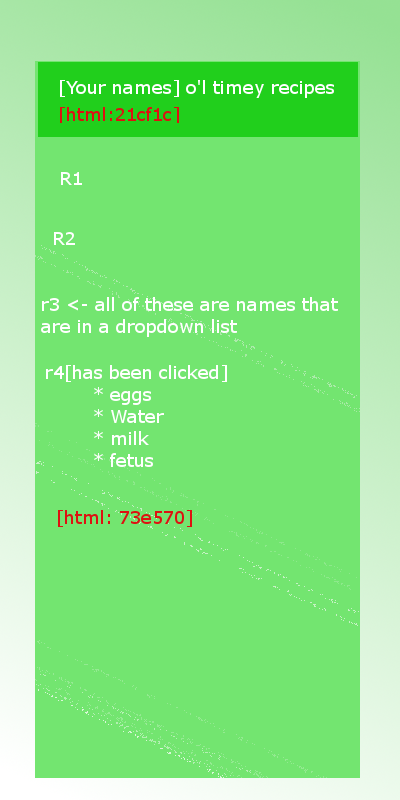 [Your names] o'l timey recipes
[html:21cf1c]
R1
R2
r3 <- all of these are names that
are in a dropdown list
r4[has been clicked]
* eggs
* Water
* milk
* fetus
[html: 73e570]